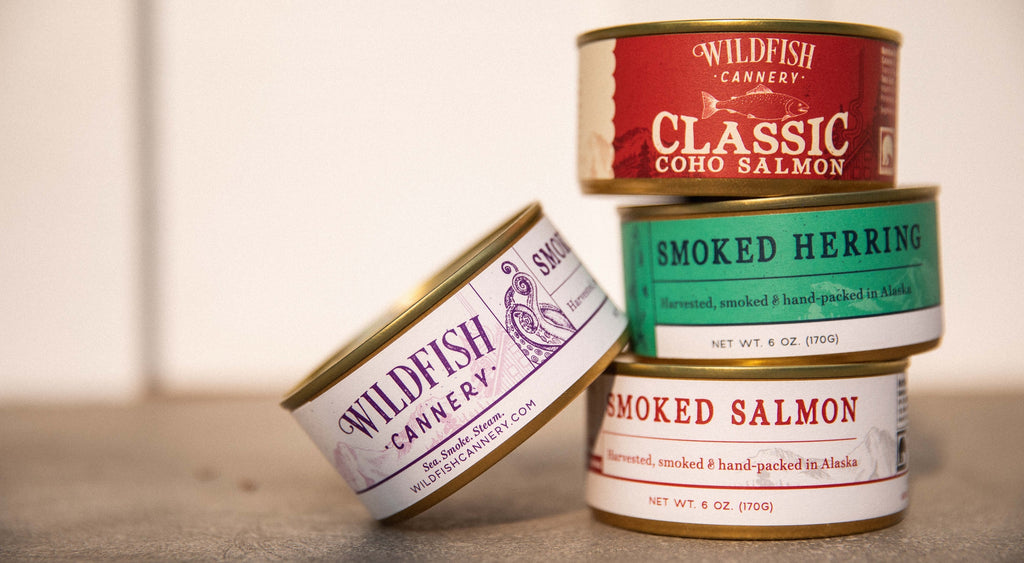 WILDFISH
·CANNERY·
CLASSIC
COHO SALMON
SMOKED HERRING
Harvested, smoked & hand-packed in Alaska
NET WT. 6 OZ. (170G)
SMOKED SALMON
Harvested, smoked & hand-packed in Alaska
NET WT. 6 OZ. (170G)
WILDFISH
·CANNERY·
Sea. Smoke. Steam.
WILDFISHCANNERY.COM